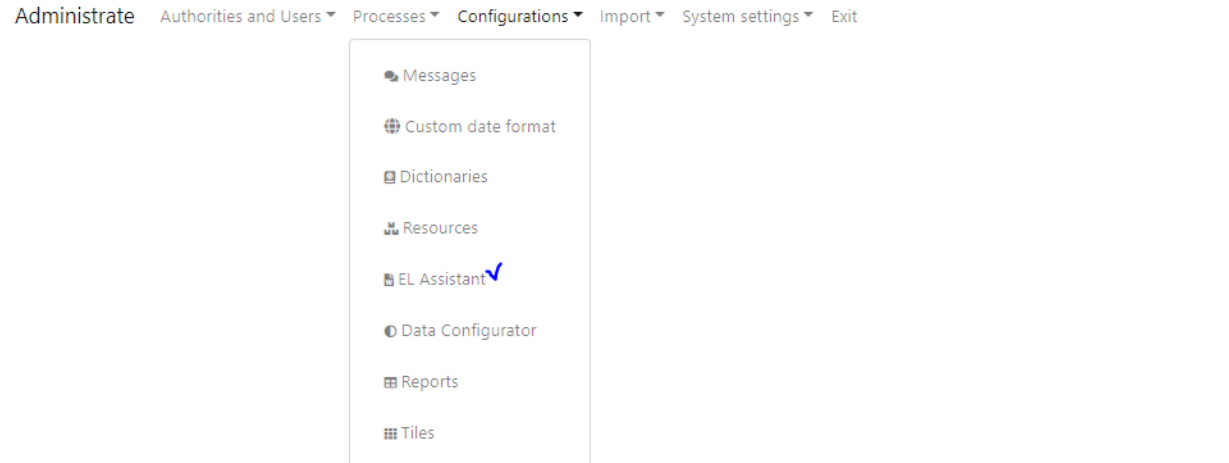 Administrate Authorities and Users Processes Configurations Import System settings Exit
Messages
Custom date format
Dictionaries
Resources
EL Assistant
Data Configurator
Reports
Tiles